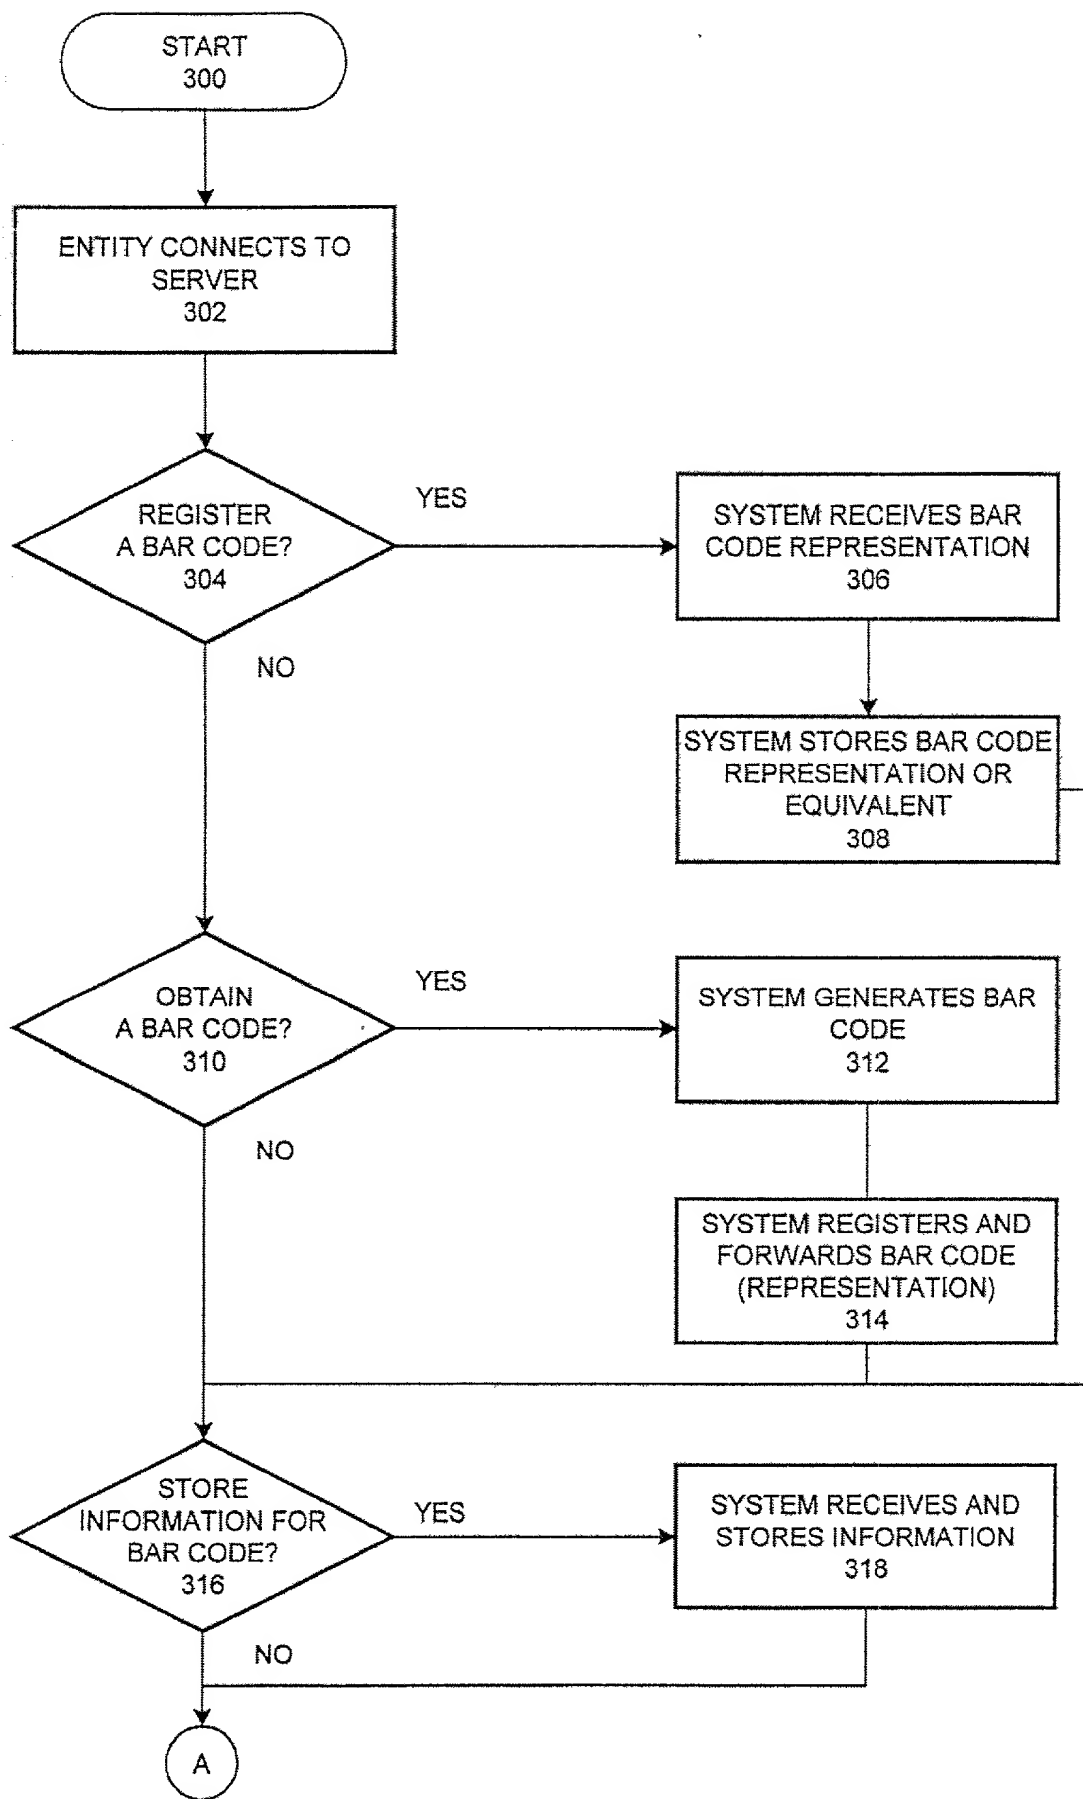 START
300
ENTITY CONNECTS TO
SERVER
302
REGISTER
A BAR CODE?
304
YES
NO
SYSTEM RECEIVES BAR
CODE REPRESENTATION
306
SYSTEM STORES BAR CODE
REPRESENTATION OR
EQUIVALENT
308
OBTAIN
A BAR CODE?
310
YES
NO
SYSTEM GENERATES BAR
CODE
312
SYSTEM REGISTERS AND
FORWARDS BAR CODE
(REPRESENTATION)
314
STORE
INFORMATION FOR
BAR CODE?
316
YES
NO
SYSTEM RECEIVES AND
STORES INFORMATION
318
A